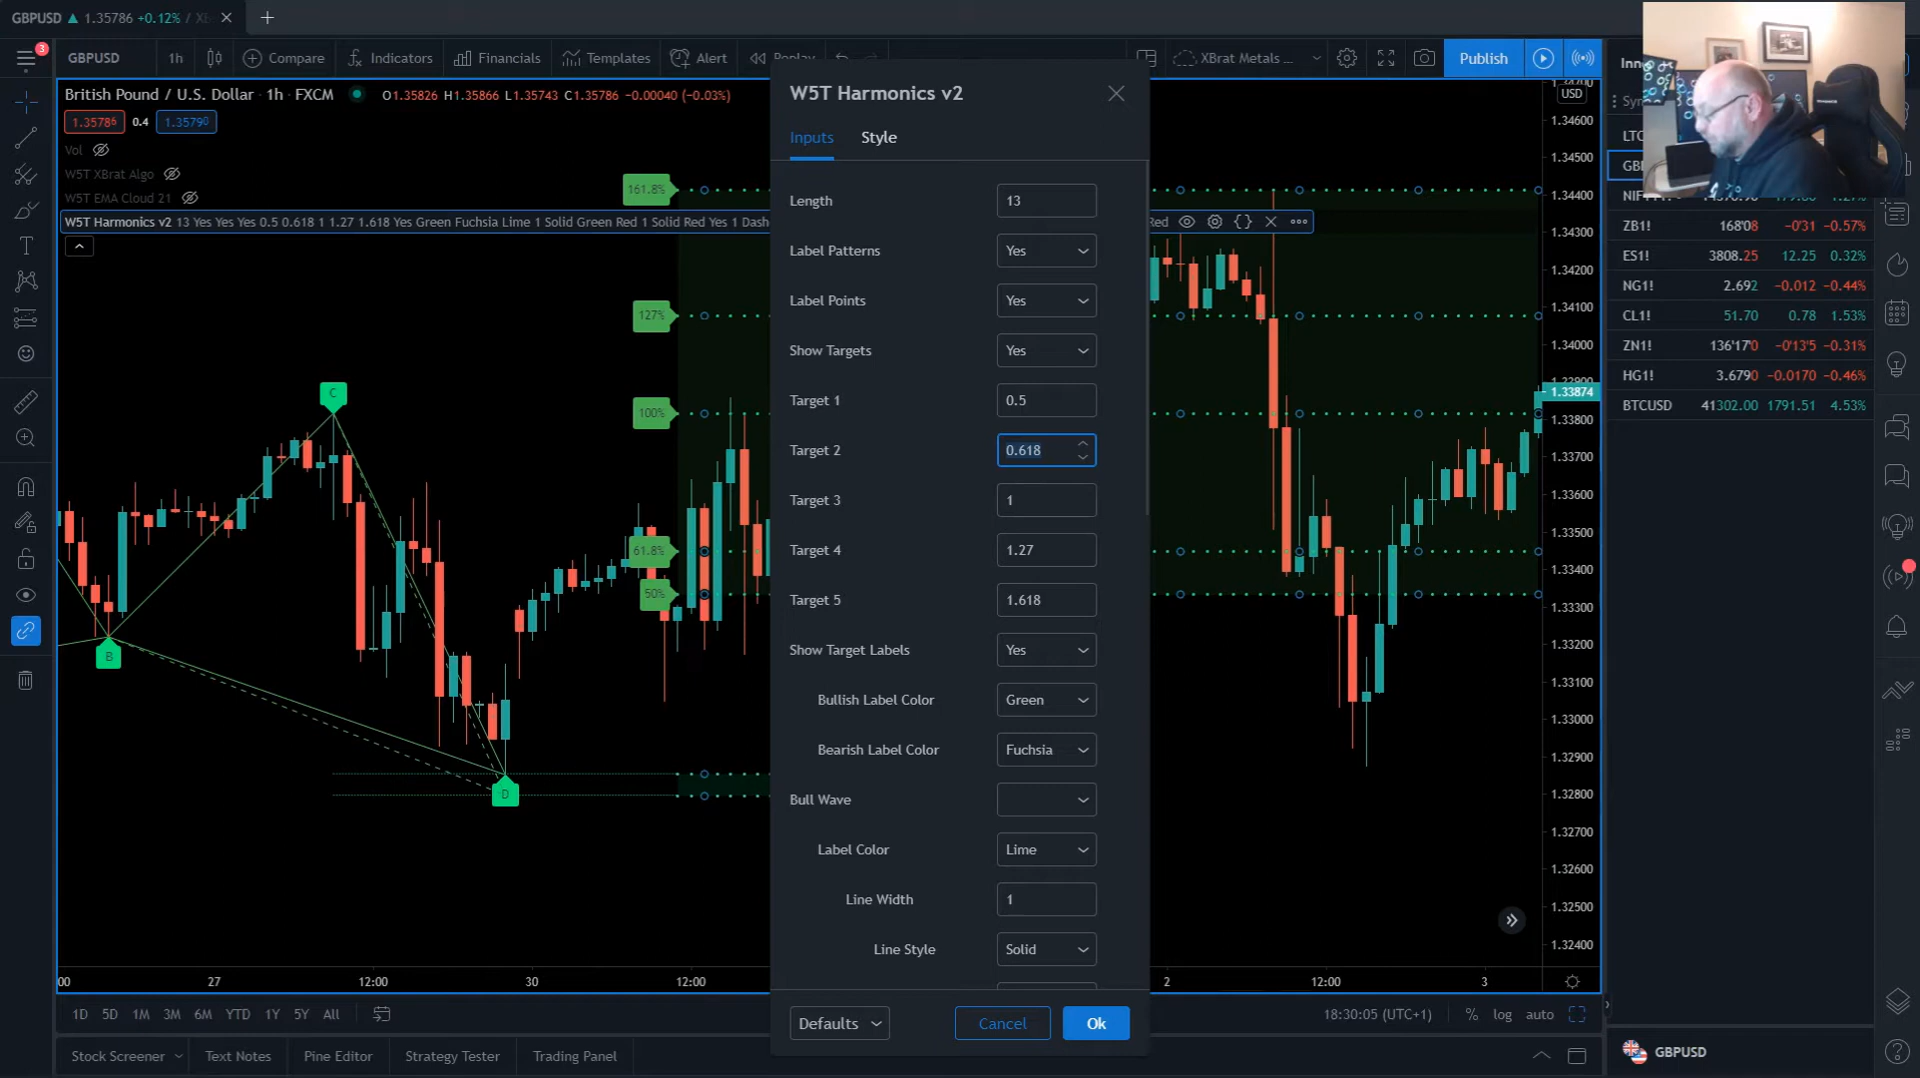 GBPUSD ▲ 1.35786 +0.12% / XB
GBPUSD 1h Compare Indicators Financials Templates Alert Replay XBrat Metals ... Publish
British Pound / U.S. Dollar · 1h · FXCM O1.35826 H1.35866 L1.35743 C1.35786 −0.00040 (−0.03%)
1.35786 0.4 1.35790
Vol
W5T XBrat Algo
W5T EMA Cloud 21
W5T Harmonics v2 13 Yes Yes Yes 0.5 0.618 1 1.27 1.618 Yes Green Fuchsia Lime 1 Solid Green Red 1 Solid Red Yes 1 Dash
Red
3
161.8%
127%
100%
61.8%
50%
B
C
D
W5T Harmonics v2
Inputs Style
Length 13
Label Patterns Yes
Label Points Yes
Show Targets Yes
Target 1 0.5
Target 2 0.618
Target 3 1
Target 4 1.27
Target 5 1.618
Show Target Labels Yes
Bullish Label Color Green
Bearish Label Color Fuchsia
Bull Wave
Label Color Lime
Line Width 1
Line Style Solid
Defaults Cancel Ok
USD
1.34600
1.34500
1.34400
1.34300
1.34200
1.34100
1.34000
1.33874
1.33800
1.33700
1.33600
1.33500
1.33400
1.33300
1.33200
1.33100
1.33000
1.32900
1.32800
1.32700
1.32600
1.32500
1.32400
:00 27 12:00 30 12:00 2 12:00 3
1D 5D 1M 3M 6M YTD 1Y 5Y All 18:30:05 (UTC+1) % log auto
Stock Screener Text Notes Pine Editor Strategy Tester Trading Panel
LTC
GB
ZB1! 168'08 −0'31 −0.57%
ES1! 3808.25 12.25 0.32%
NG1! 2.692 −0.012 −0.44%
CL1! 51.70 0.78 1.53%
ZN1! 136'17'0 −0'13'5 −0.31%
HG1! 3.6790 −0.0170 −0.46%
BTCUSD 41302.00 1791.51 4.53%
GBPUSD